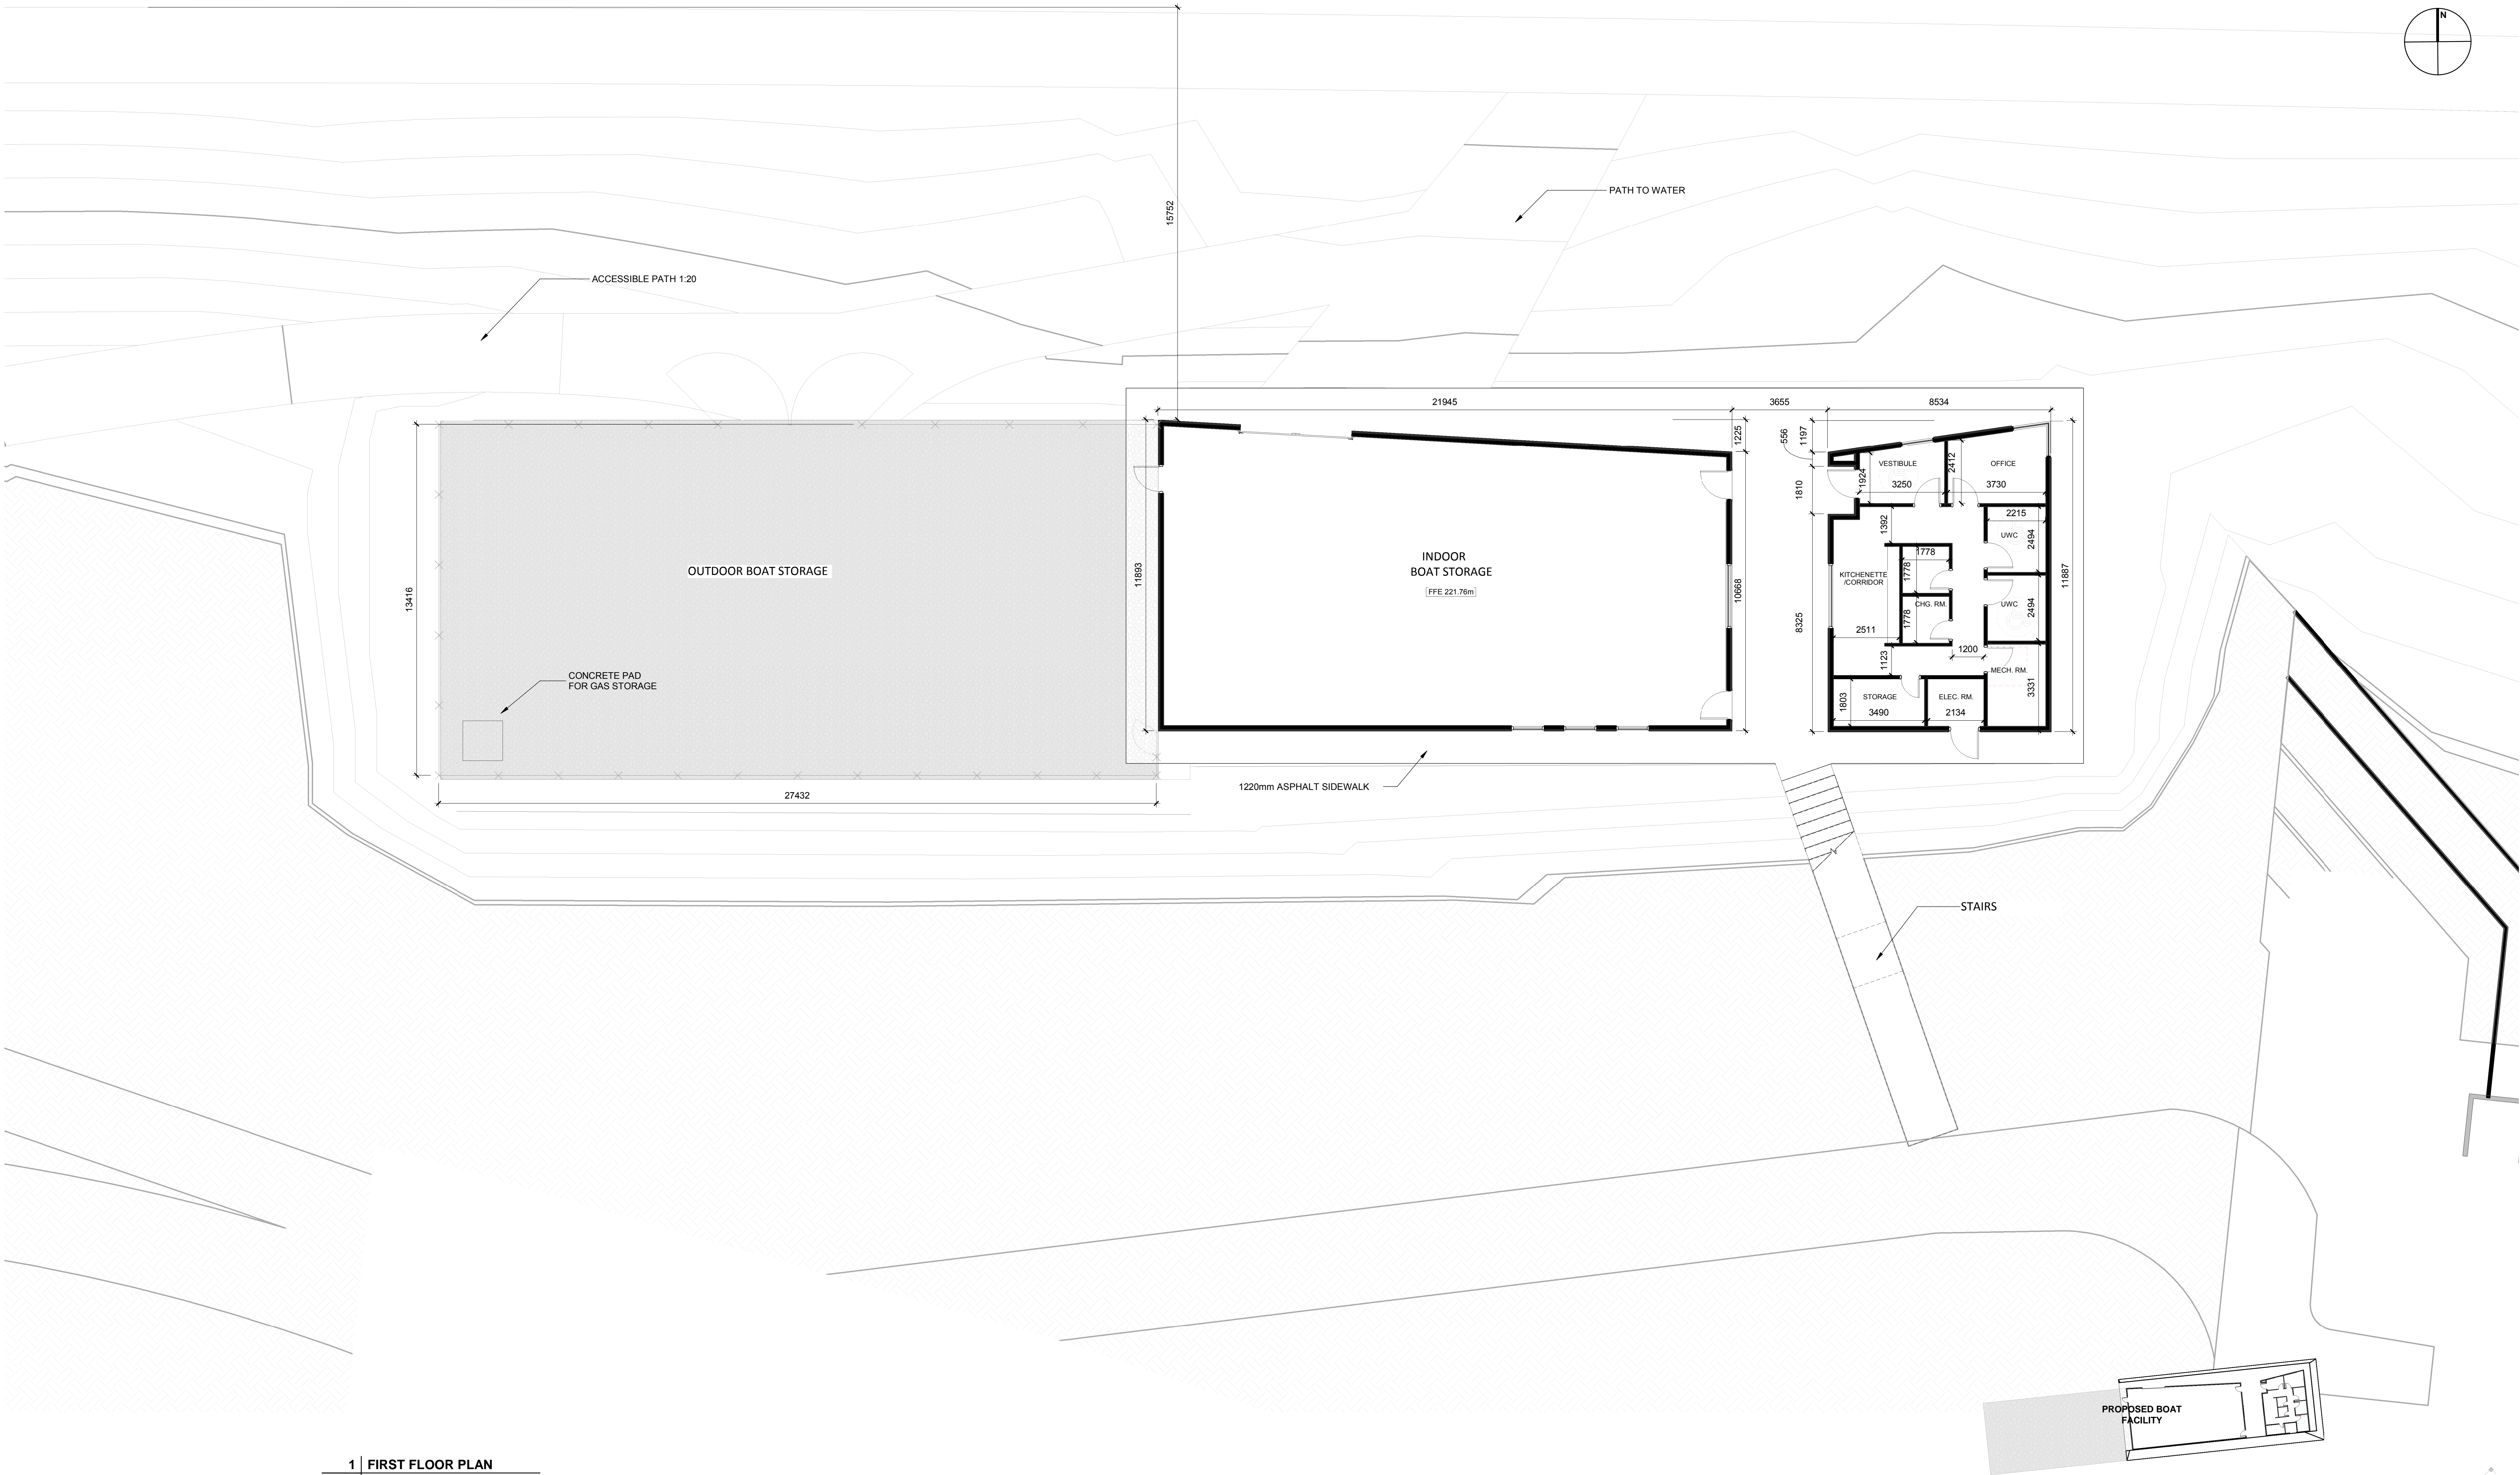 N
15752
PATH TO WATER
ACCESSIBLE PATH 1:20
21945
3655
8534
1225
556
1197
VESTIBULE
2412
OFFICE
1924
3250
3730
1810
2215
1392
UWC
2494
1778
INDOOR
BOAT STORAGE
FFE 221.76m
OUTDOOR BOAT STORAGE
11893
13416
10668
KITCHENETTE
/CORRIDOR
1778
11887
CHG. RM.
UWC
2494
1778
8325
2511
1200
1123
MECH. RM.
3331
CONCRETE PAD
FOR GAS STORAGE
STORAGE
ELEC. RM.
1803
3490
2134
1220mm ASPHALT SIDEWALK
27432
STAIRS
PROPOSED BOAT
FACILITY
1 FIRST FLOOR PLAN